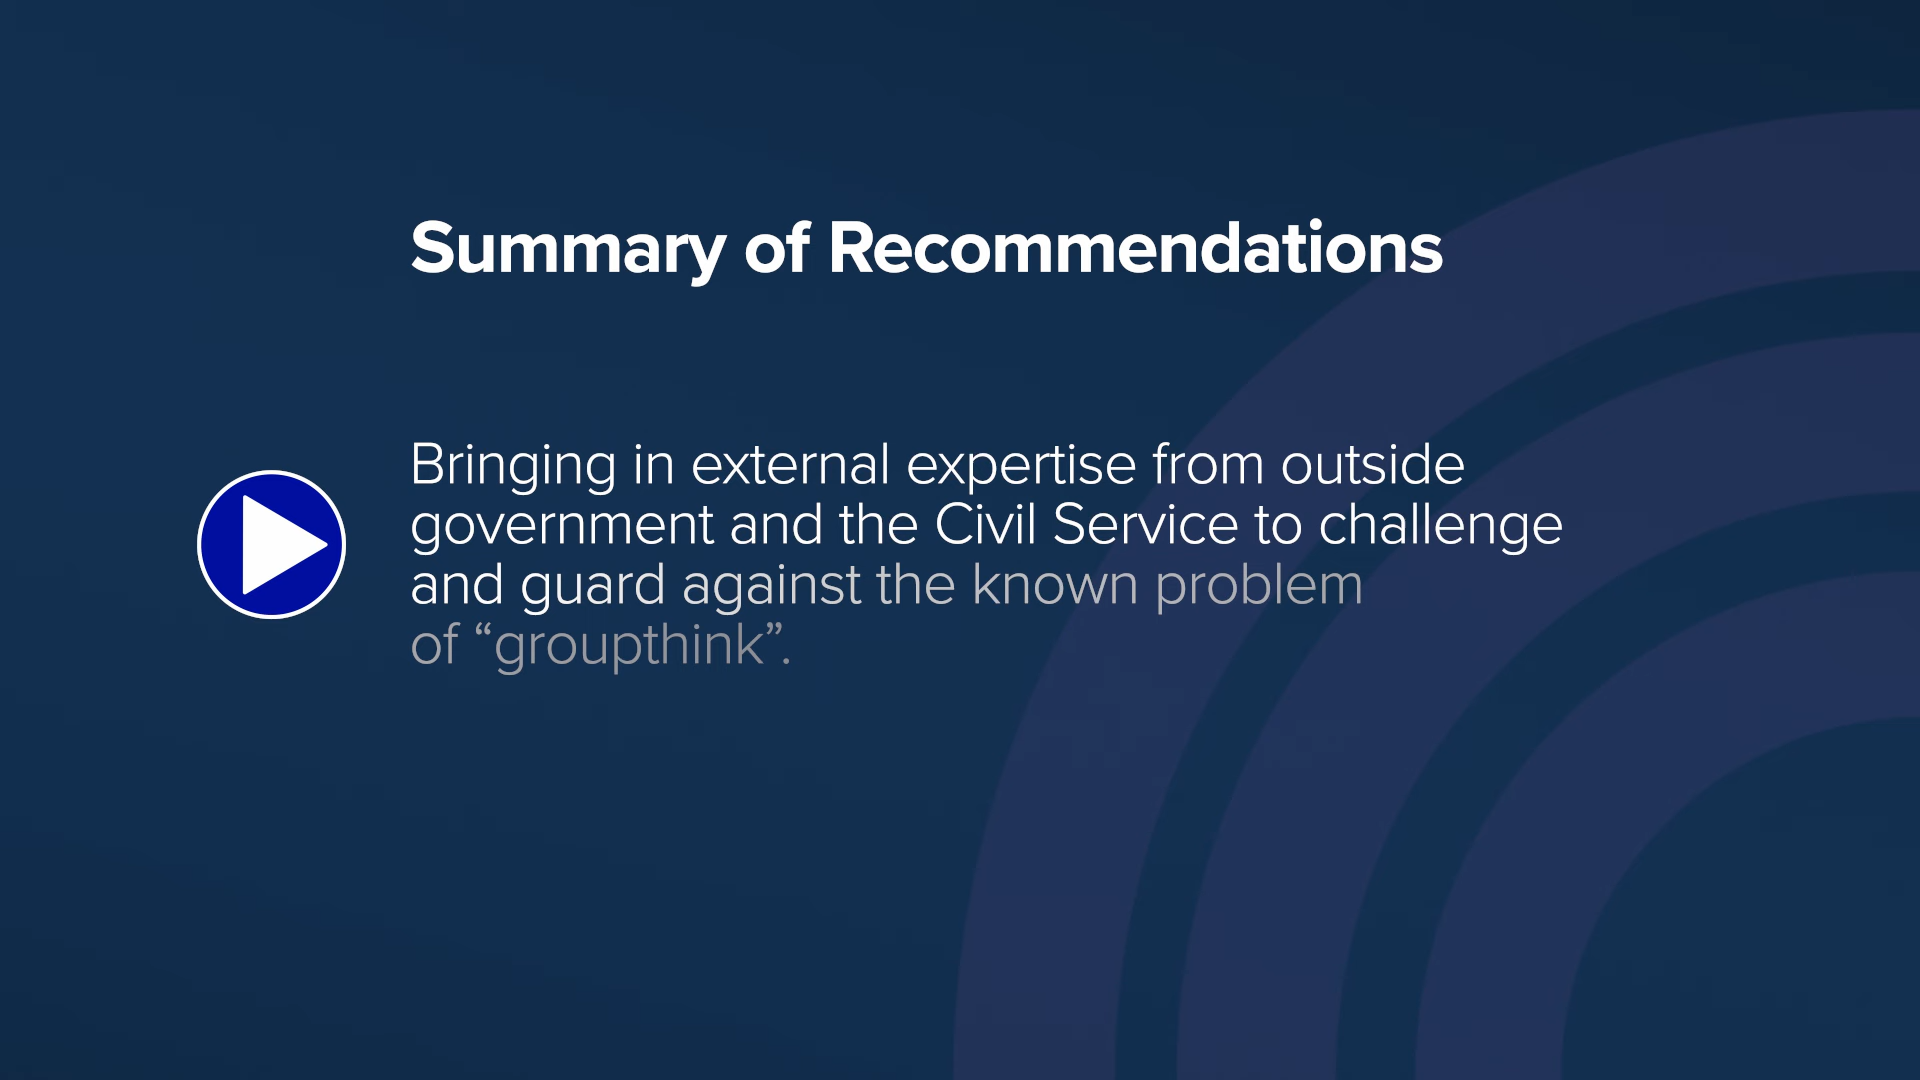 Summary of Recommendations
Bringing in external expertise from outside
government and the Civil Service to challenge
and guard against the known problem
of “groupthink”.